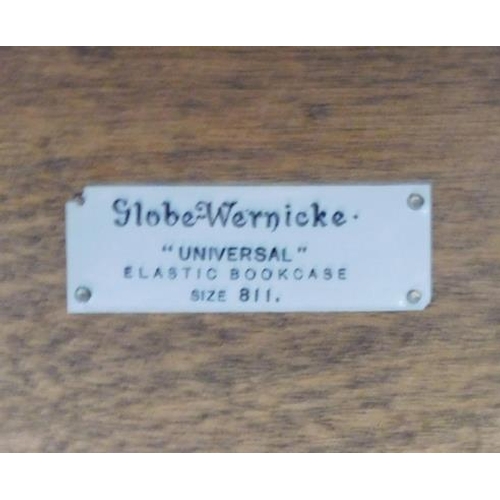 Globe-Wernicke.
"UNIVERSAL"
ELASTIC BOOKCASE
SIZE 811.